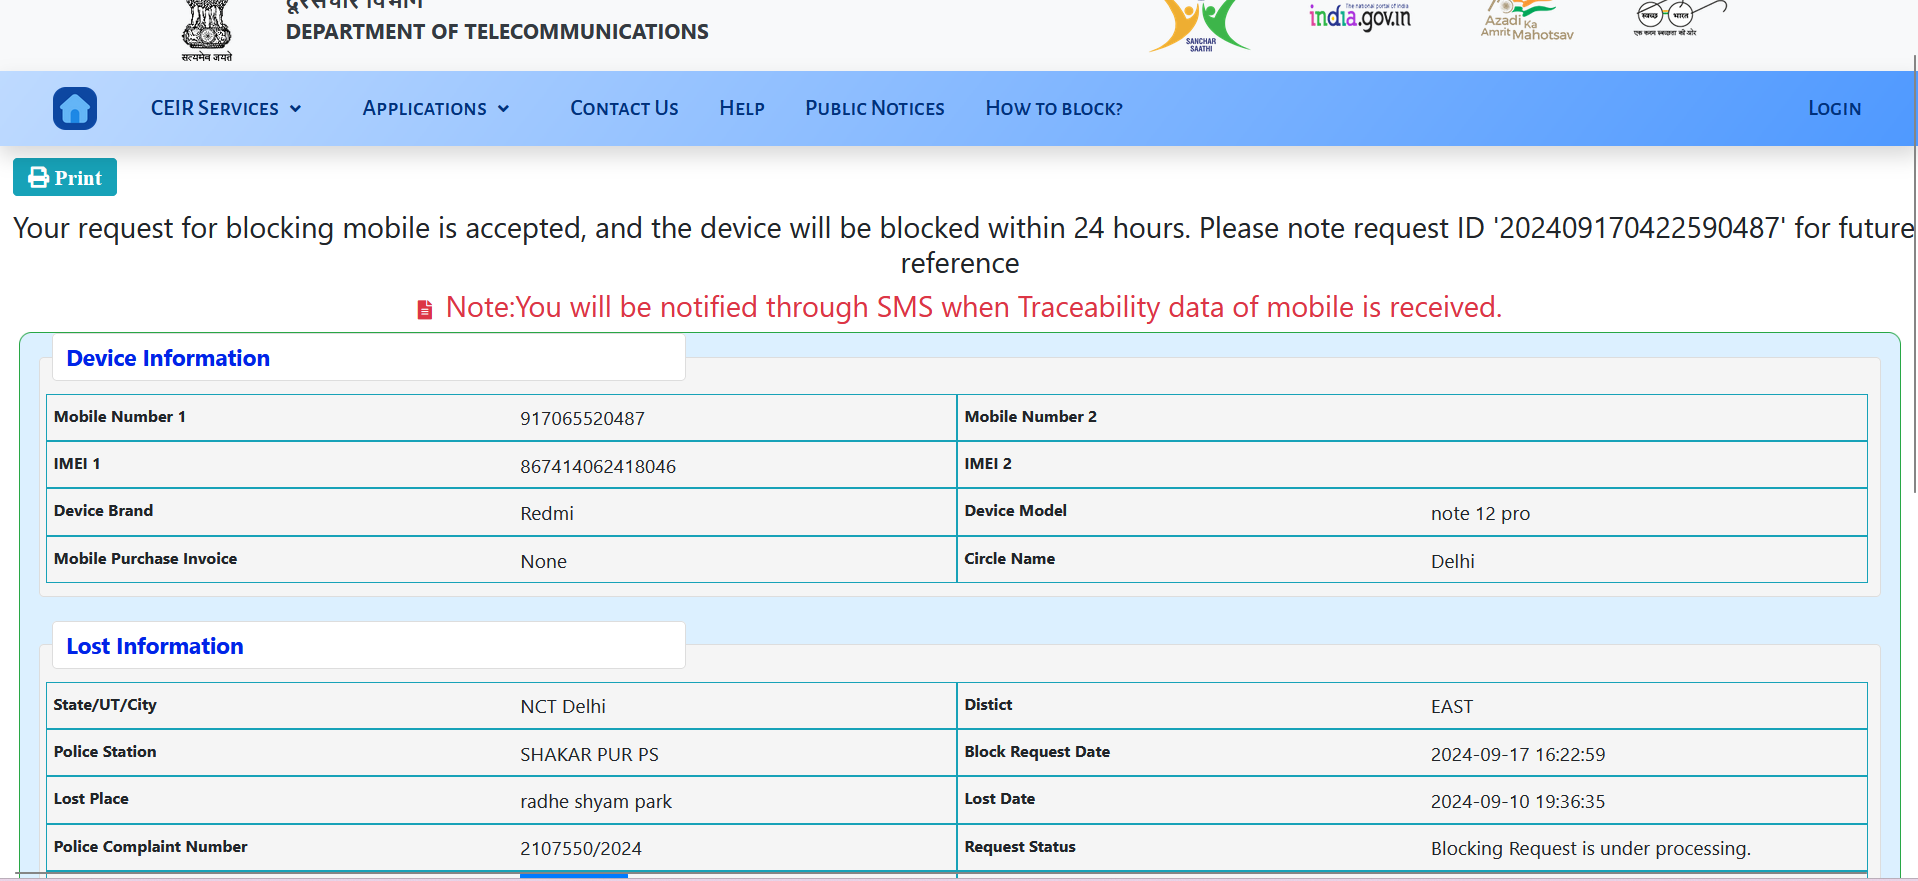 दूरसंचार विभाग
DEPARTMENT OF TELECOMMUNICATIONS
सत्यमेव जयते
SANCHAR
SAATHI
The national portal of India
india.gov.in
Azadi Ka
Amrit Mahotsav
स्वच्छ भारत
एक कदम स्वच्छता की ओर
CEIR Services
Applications
Contact Us
Help
Public Notices
How to block?
Login
Print
Your request for blocking mobile is accepted, and the device will be blocked within 24 hours. Please note request ID '202409170422590487' for future
reference
Note:You will be notified through SMS when Traceability data of mobile is received.
Device Information
Mobile Number 1 917065520487 Mobile Number 2
IMEI 1 867414062418046 IMEI 2
Device Brand Redmi Device Model note 12 pro
Mobile Purchase Invoice None Circle Name Delhi
Lost Information
State/UT/City NCT Delhi Distict EAST
Police Station SHAKAR PUR PS Block Request Date 2024-09-17 16:22:59
Lost Place radhe shyam park Lost Date 2024-09-10 19:36:35
Police Complaint Number 2107550/2024 Request Status Blocking Request is under processing.